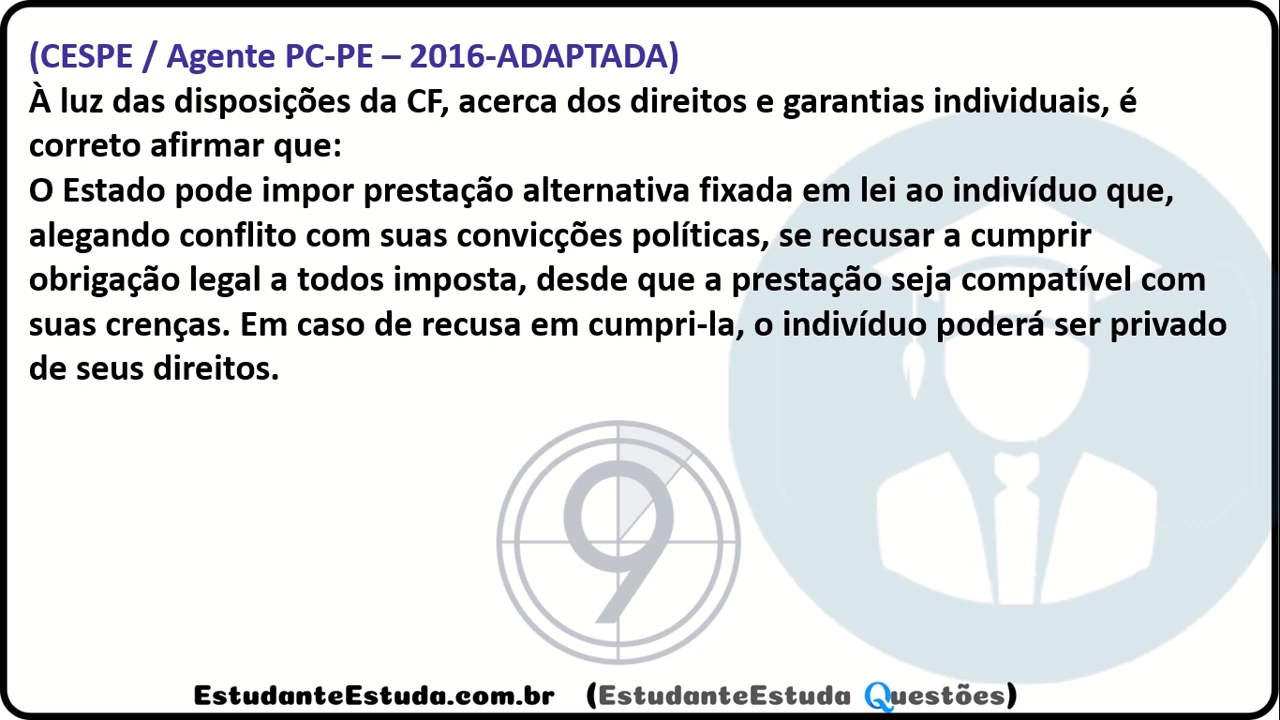 (CESPE / Agente PC-PE – 2016-ADAPTADA)
À luz das disposições da CF, acerca dos direitos e garantias individuais, é
correto afirmar que:
O Estado pode impor prestação alternativa fixada em lei ao indivíduo que,
alegando conflito com suas convicções políticas, se recusar a cumprir
obrigação legal a todos imposta, desde que a prestação seja compatível com
suas crenças. Em caso de recusa em cumpri-la, o indivíduo poderá ser privado
de seus direitos.
9
EstudanteEstuda.com.br (EstudanteEstuda Questões)